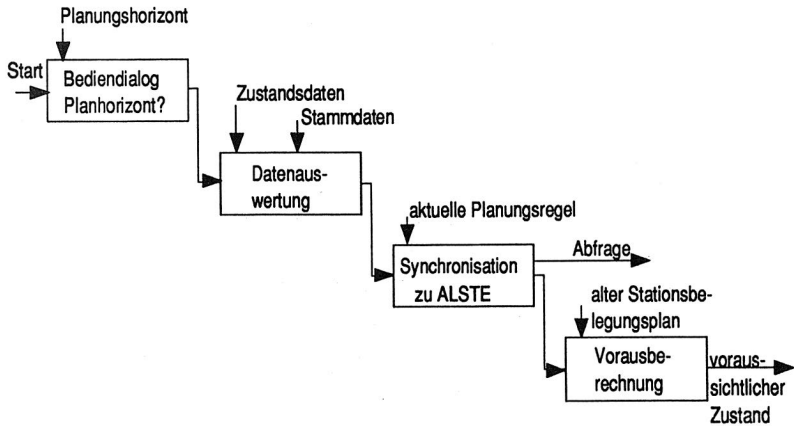 Planungshorizont
Start
Bediendialog
Planhorizont?
Zustandsdaten
Stammdaten
Datenaus-
wertung
aktuelle Planungsregel
Synchronisation
zu ALSTE
Abfrage
alter Stationsbe-
legungsplan
Vorausbe-
rechnung
voraus-
sichtlicher
Zustand